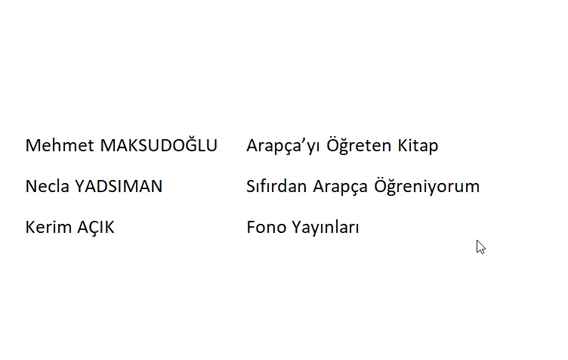 Mehmet MAKSUDOĞLU Arapça’yı Öğreten Kitap
Necla YADSIMAN Sıfırdan Arapça Öğreniyorum
Kerim AÇIK Fono Yayınları